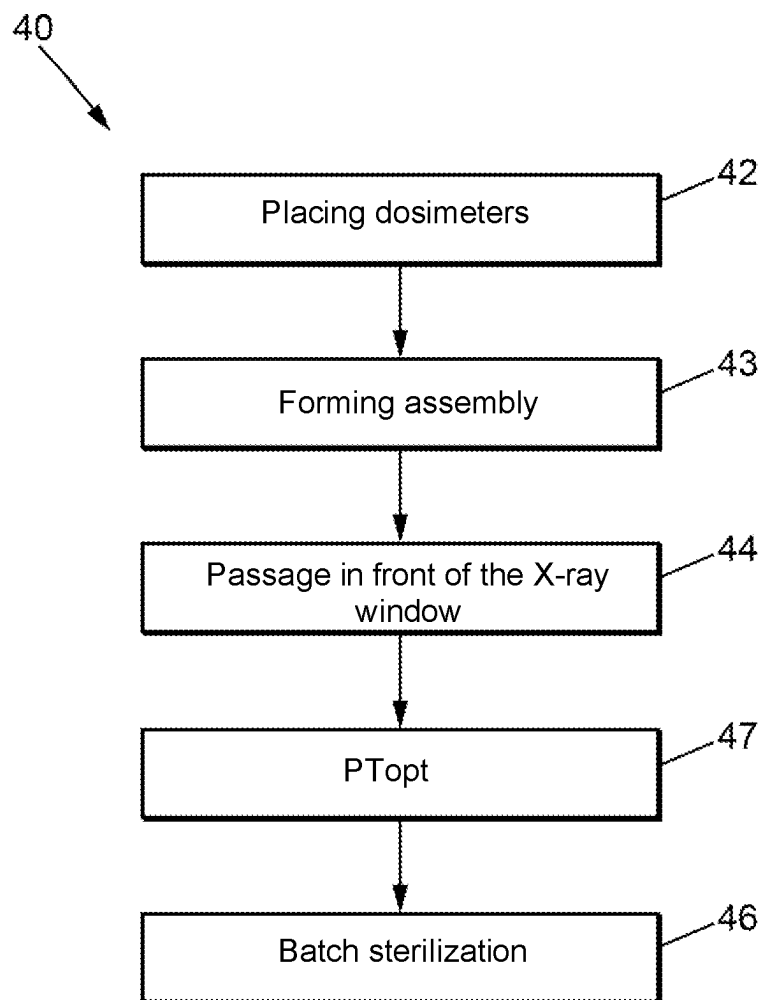 40
42
Placing dosimeters
43
Forming assembly
44
Passage in front of the X-ray
window
47
PTopt
46
Batch sterilization